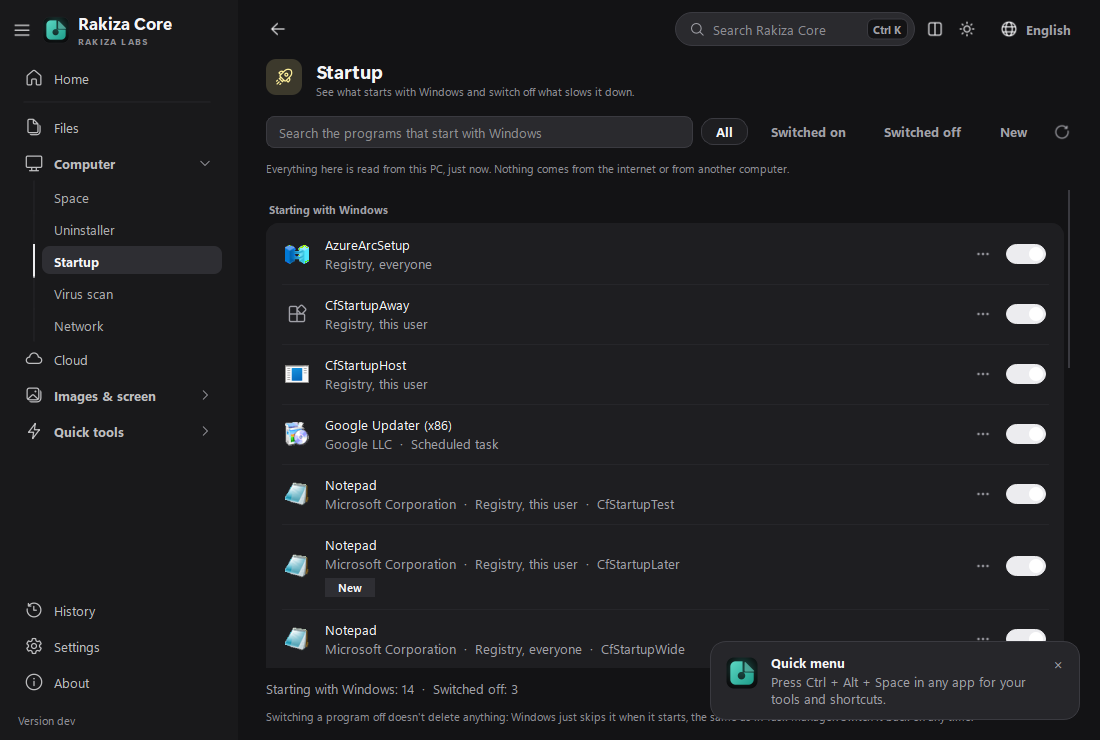 Rakiza Core
RAKIZA LABS
Home
Files
Computer
Space
Uninstaller
Startup
Virus scan
Network
Cloud
Images & screen
Quick tools
History
Settings
About
Version dev
Search Rakiza Core
Ctrl K
English
Startup
See what starts with Windows and switch off what slows it down.
Search the programs that start with Windows
All
Switched on
Switched off
New
Everything here is read from this PC, just now. Nothing comes from the internet or from another computer.
Starting with Windows
AzureArcSetup
Registry, everyone
CfStartupAway
Registry, this user
CfStartupHost
Registry, this user
Google Updater (x86)
Google LLC · Scheduled task
Notepad
Microsoft Corporation · Registry, this user · CfStartupTest
Notepad
Microsoft Corporation · Registry, this user · CfStartupLater
New
Notepad
Microsoft Corporation · Registry, everyone · CfStartupWide
Starting with Windows: 14 · Switched off: 3
Switching a program off doesn't delete anything: Windows just skips it when it starts, the
Quick menu
Press Ctrl + Alt + Space in any app for your
tools and shortcuts.